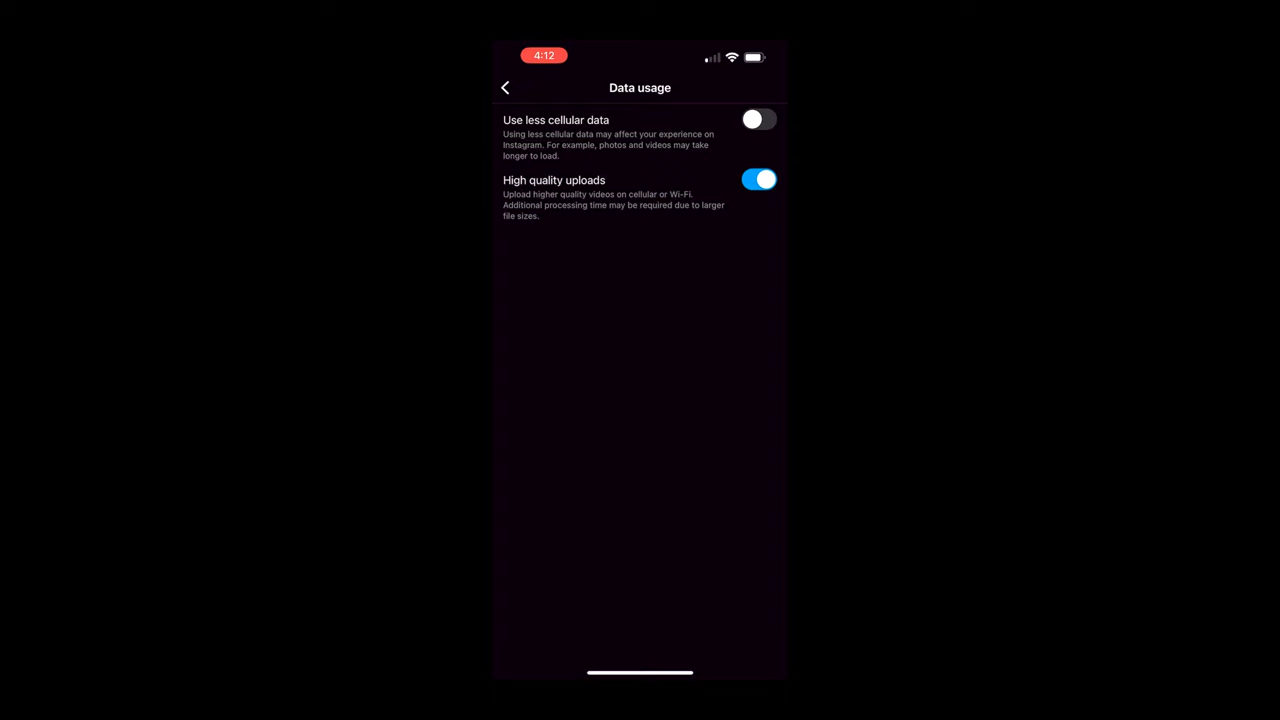 4:12
Data usage
Use less cellular data
Using less cellular data may affect your experience on
Instagram. For example, photos and videos may take
longer to load.
High quality uploads
Upload higher quality videos on cellular or Wi-Fi.
Additional processing time may be required due to larger
file sizes.